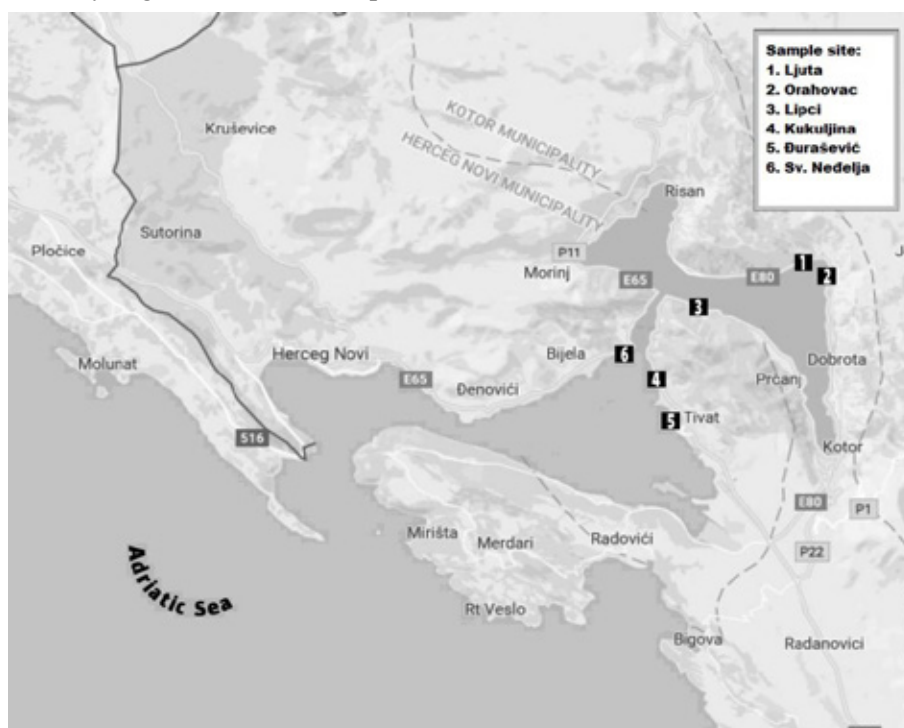 Sample site:
1. Ljuta
2. Orahovac
3. Lipci
4. Kukuljina
5. Đurašević
6. Sv. Neđelja
Kruševice
KOTOR MUNICIPALITY
HERCEG NOVI MUNICIPALITY
Risan
Sutorina
Pločice
P11
Morinj
E65
E80
1
2
3
Molunat
Herceg Novi
Bijela
6
Dobrota
E65
Đenovići
4
Prčanj
5
Tivat
516
Kotor
E80
P1
Mirišta
Merdari
Radovići
P22
Adriatic Sea
Rt Veslo
Bigova
Radanovici